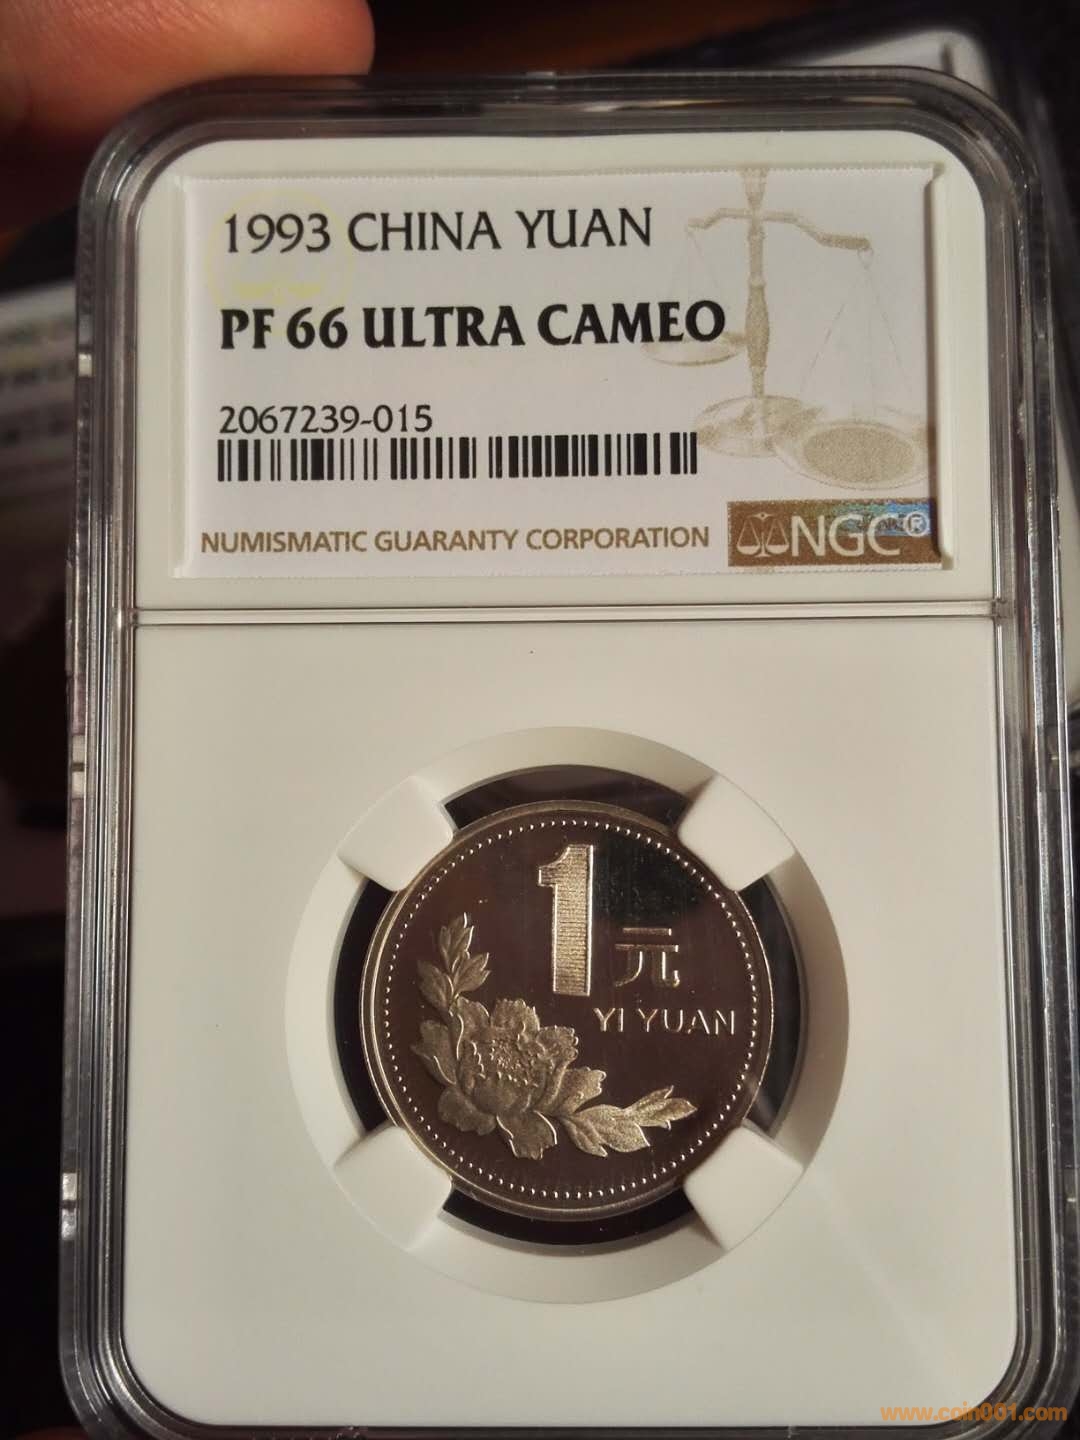 1993 CHINA YUAN
PF 66 ULTRA CAMEO
2067239-015
NUMISMATIC GUARANTY CORPORATION
NGC®
1
元
YI YUAN
www.coin001.com